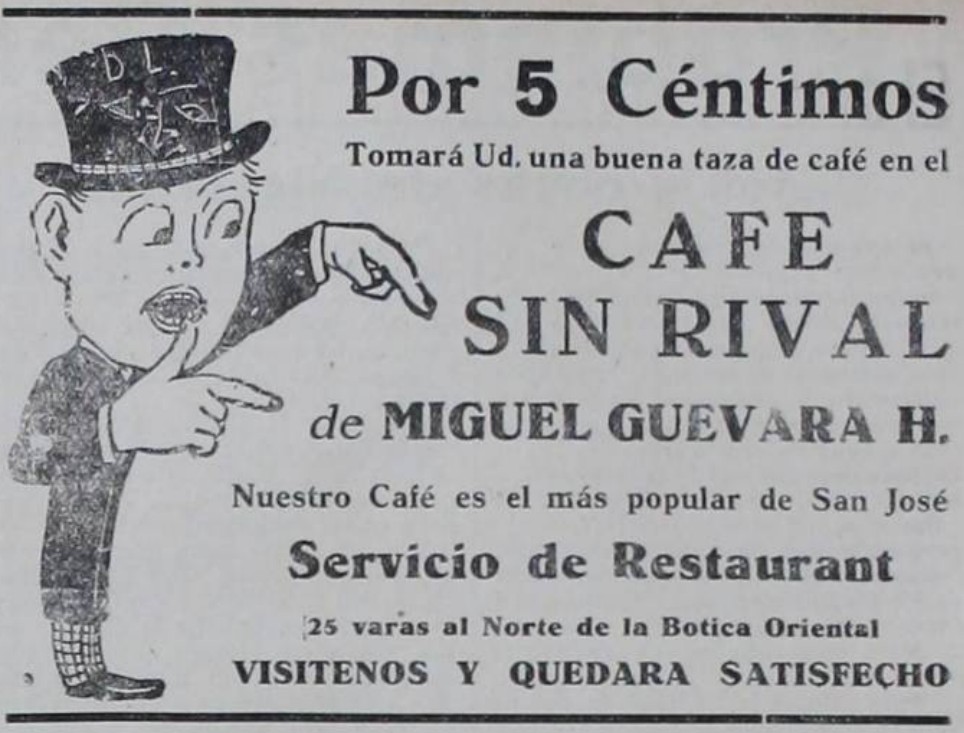 D L.
Por 5 Céntimos
Tomará Ud. una buena taza de café en el
CAFE
SIN RIVAL
de MIGUEL GUEVARA H.
Nuestro Café es el más popular de San José
Servicio de Restaurant
25 varas al Norte de la Botica Oriental
VISITENOS Y QUEDARA SATISFECHO